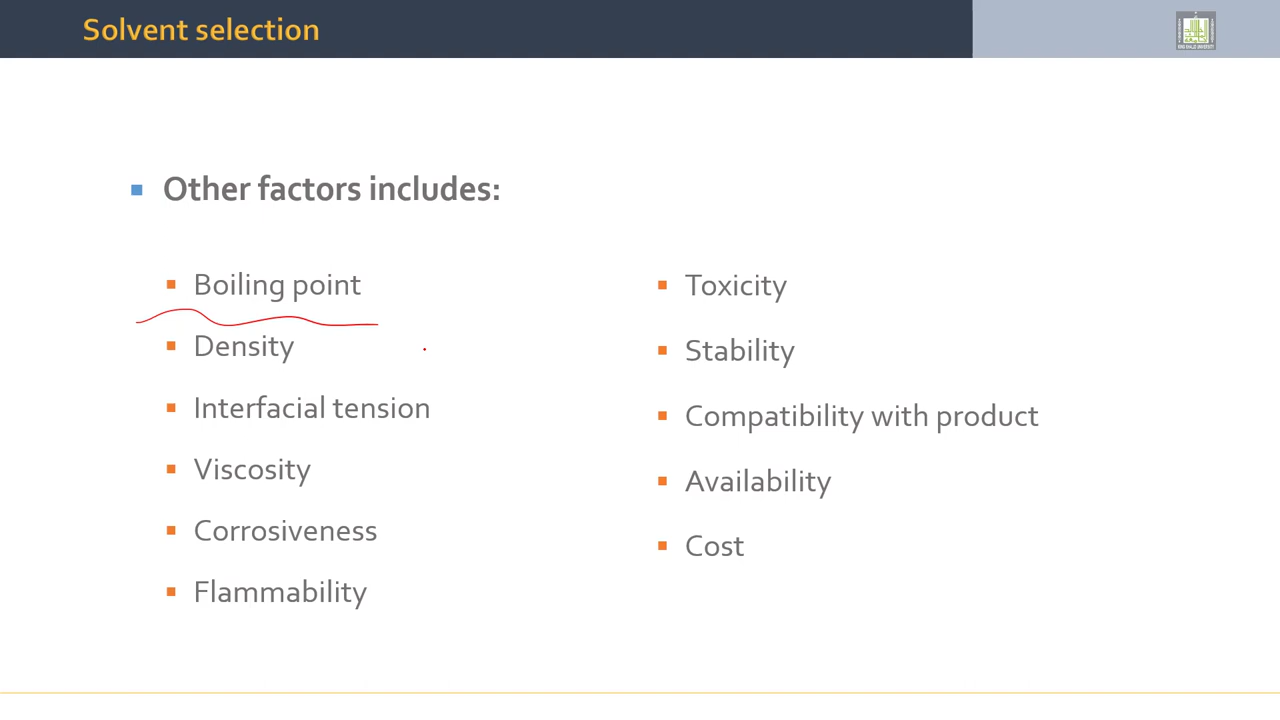 Solvent selection
Other factors includes:
Boiling point
Density
Interfacial tension
Viscosity
Corrosiveness
Flammability
Toxicity
Stability
Compatibility with product
Availability
Cost